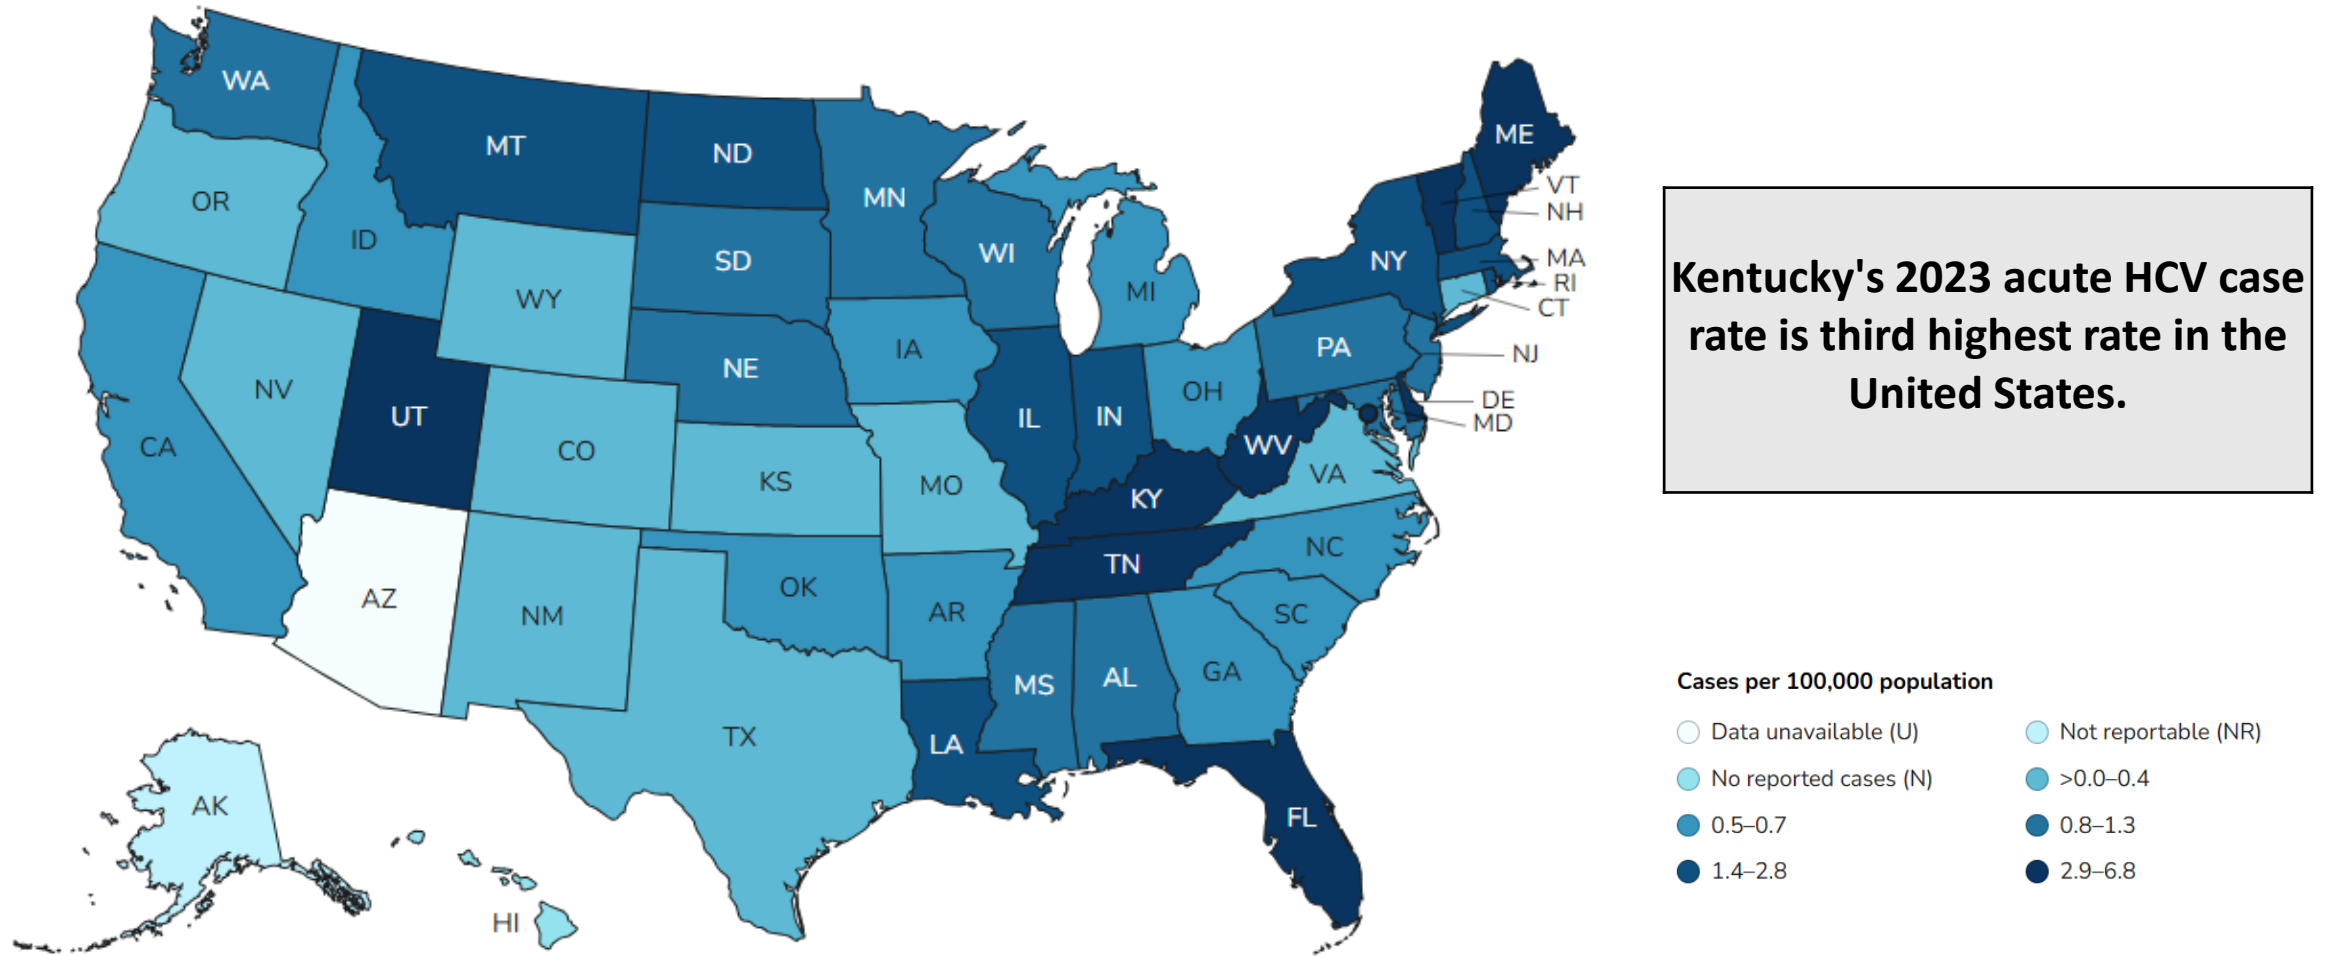 WA
MT
ND
MN
ME
VT
NH
OR
ID
SD
WI
NY
MA
RI
CT
WY
MI
IA
PA
NJ
NE
NV
UT
OH
DE
MD
IL
IN
CO
WV
CA
KS
MO
VA
KY
NC
TN
OK
AZ
NM
AR
SC
MS
AL
GA
TX
LA
AK
FL
HI
Kentucky's 2023 acute HCV case
rate is third highest rate in the
United States.
Cases per 100,000 population
Data unavailable (U)
Not reportable (NR)
No reported cases (N)
>0.0–0.4
0.5–0.7
0.8–1.3
1.4–2.8
2.9–6.8